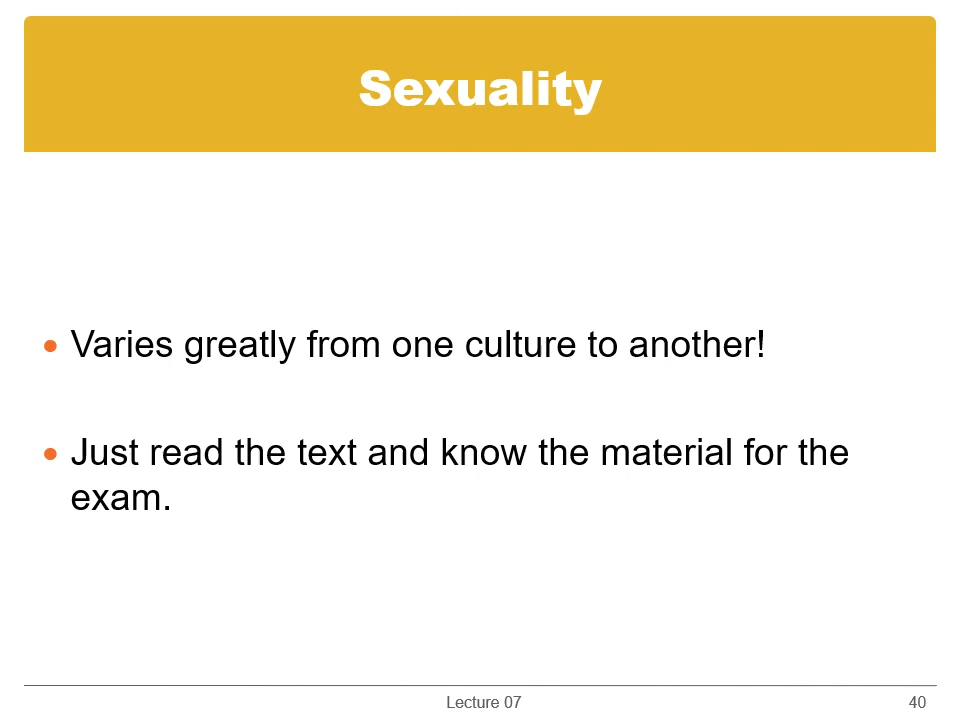 Sexuality
• Varies greatly from one culture to another!
• Just read the text and know the material for the
exam.
Lecture 07
40